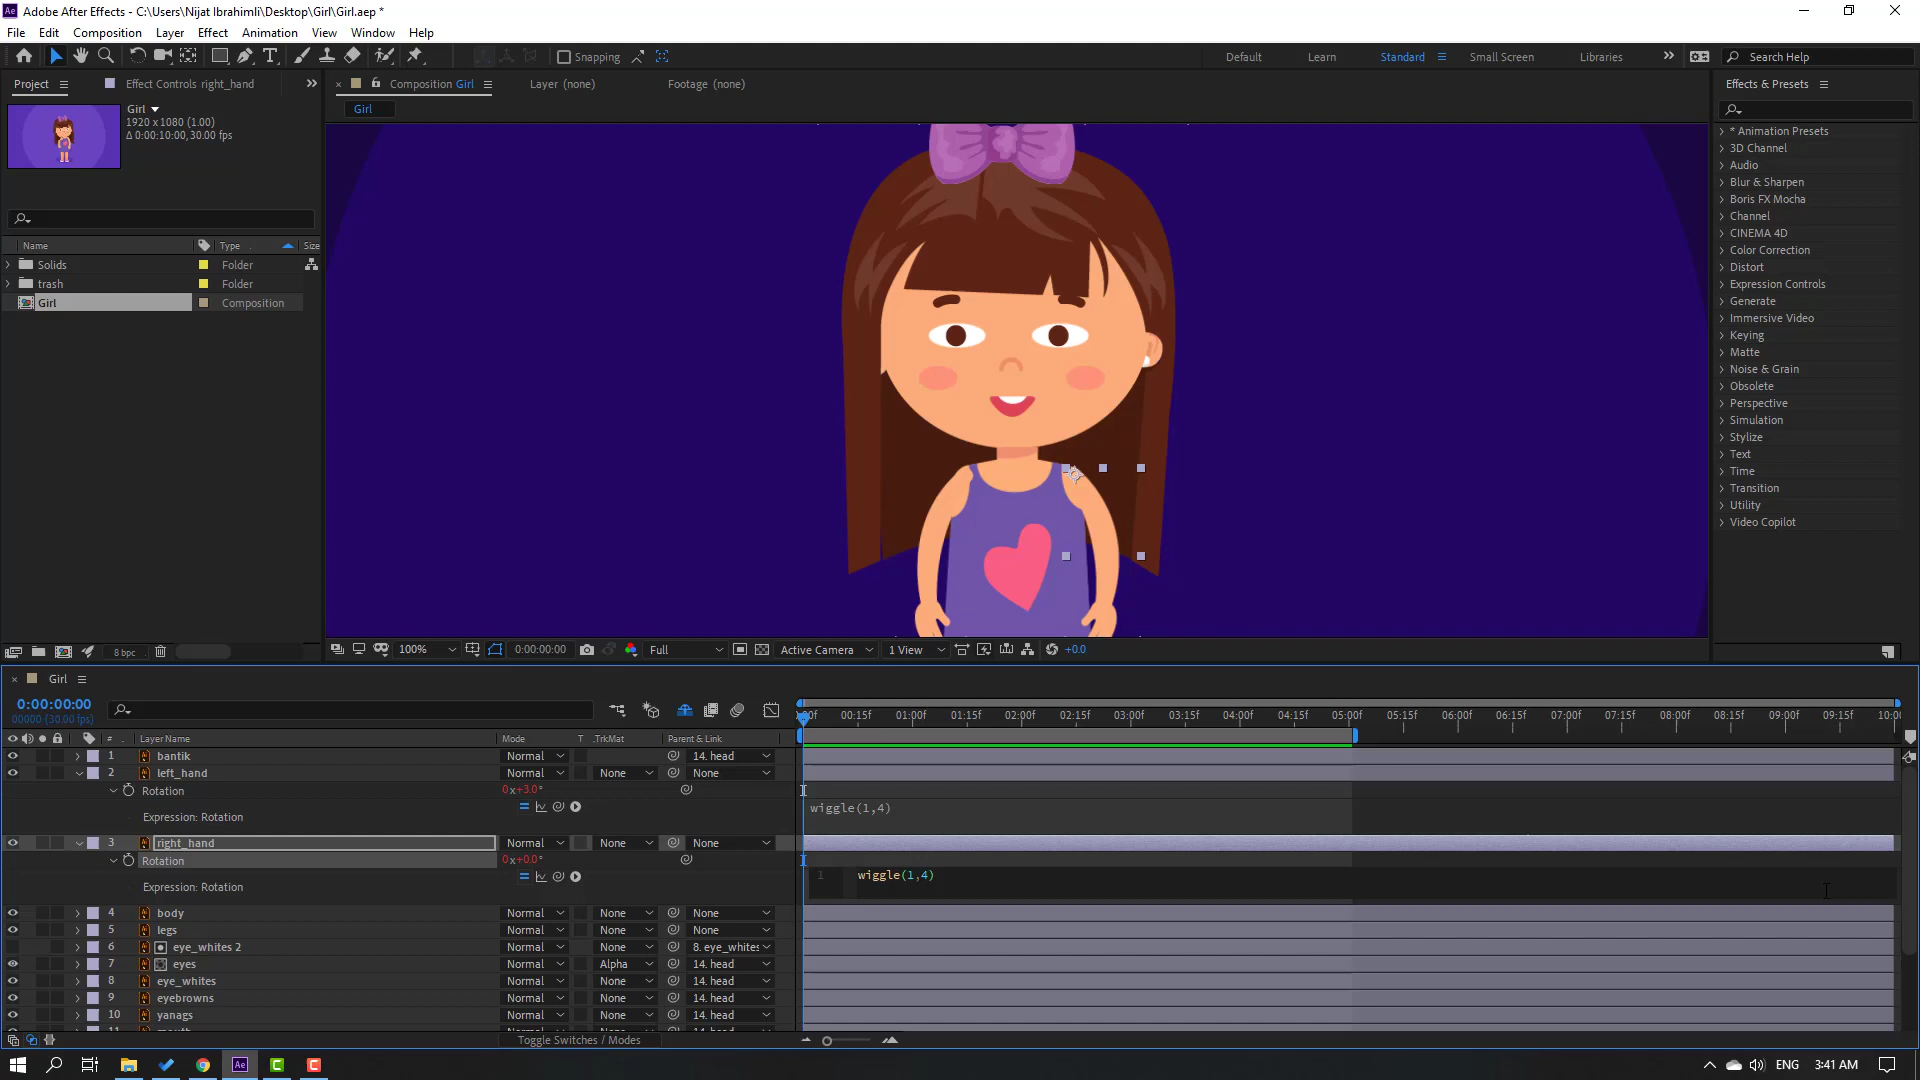 Adobe After Effects - C:\Users\Nijat Ibrahimli\Desktop\Girl\Girl.aep *
File Edit Composition Layer Effect Animation View Window Help
Snapping
Default Learn Standard Small Screen Libraries Search Help
Project Effect Controls right_hand
Composition Girl Layer (none) Footage (none)
Effects & Presets
Girl
Girl
1920 x 1080 (1.00)
Δ 0:00:10:00, 30.00 fps
Name Type Size
Solids Folder
trash Folder
Girl Composition
* Animation Presets
3D Channel
Audio
Blur & Sharpen
Boris FX Mocha
Channel
CINEMA 4D
Color Correction
Distort
Expression Controls
Generate
Immersive Video
Keying
Matte
Noise & Grain
Obsolete
Perspective
Simulation
Stylize
Text
Time
Transition
Utility
Video Copilot
8 bpc
100% 0:00:00:00 Full Active Camera 1 View +0.0
Girl
0:00:00:00
00000 (30.00 fps)
00:15f 01:00f 01:15f 02:00f 02:15f 03:00f 03:15f 04:00f 04:15f 05:00f 05:15f 06:00f 06:15f 07:00f 07:15f 08:00f 08:15f 09:00f 09:15f 10:00
# Layer Name Mode T .TrkMat Parent & Link
1 bantik Normal 14. head
2 left_hand Normal None None
Rotation 0x+3.0°
Expression: Rotation
wiggle(1,4)
3 right_hand Normal None None
Rotation 0x+0.0°
Expression: Rotation
1 wiggle(1,4)
4 body Normal None None
5 legs Normal None None
6 eye_whites 2 Normal None 8. eye_whites
7 eyes Normal Alpha 14. head
8 eye_whites Normal None 14. head
9 eyebrowns Normal None 14. head
10 yanags Normal None 14. head
Toggle Switches / Modes
ENG 3:41 AM